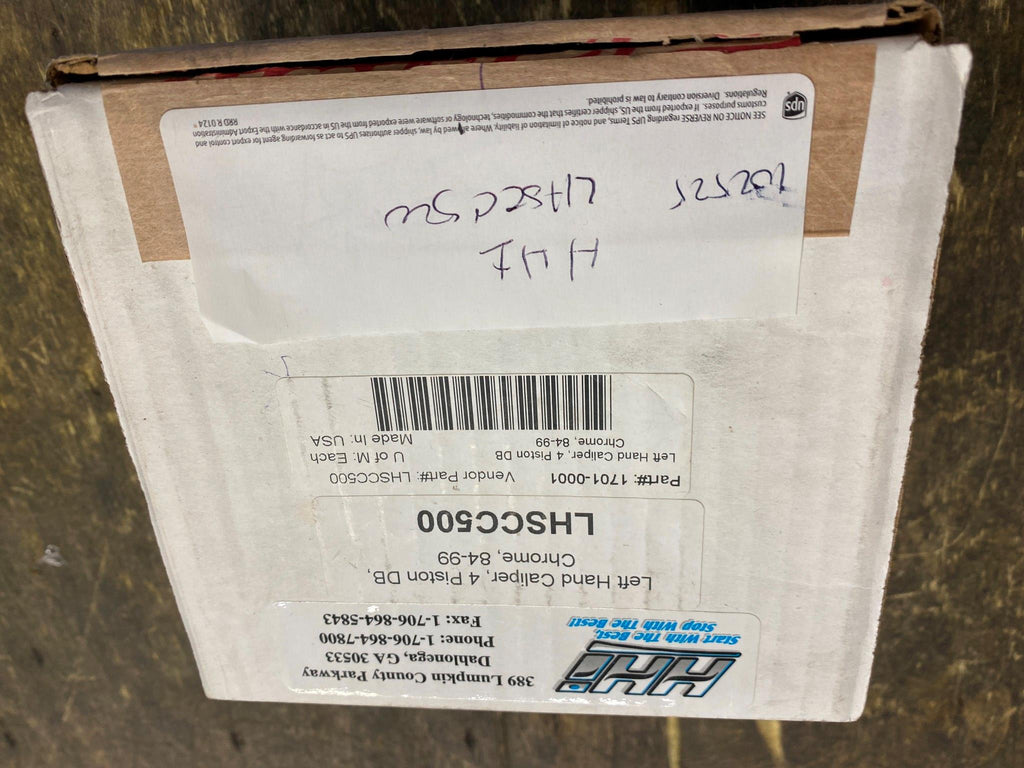 HHI
Start With The Best,
Stop With The Best!
389 Lumpkin County Parkway
Dahlonega, GA 30533
Phone: 1-706-864-7800
Fax: 1-706-864-5843
Left Hand Caliper, 4 Piston DB,
Chrome, 84-99
LHSCC500
Part#: 1701-0001 Vendor Part#: LHSCC500
Left Hand Caliper, 4 Piston DB
Chrome, 84-99
U of M: Each
Made In: USA
HHI
LHSCC
SEE NOTICE ON REVERSE regarding UPS Terms, and notice of limitation of liability. Where allowed by law, shipper authorizes UPS to act as forwarding agent for export control and
customs purposes. If exported from the US, shipper certifies that the commodities, technology or software were exported from the US in accordance with the Export Administration
Regulations. Diversion contrary to law is prohibited. RRD R 0124
ups